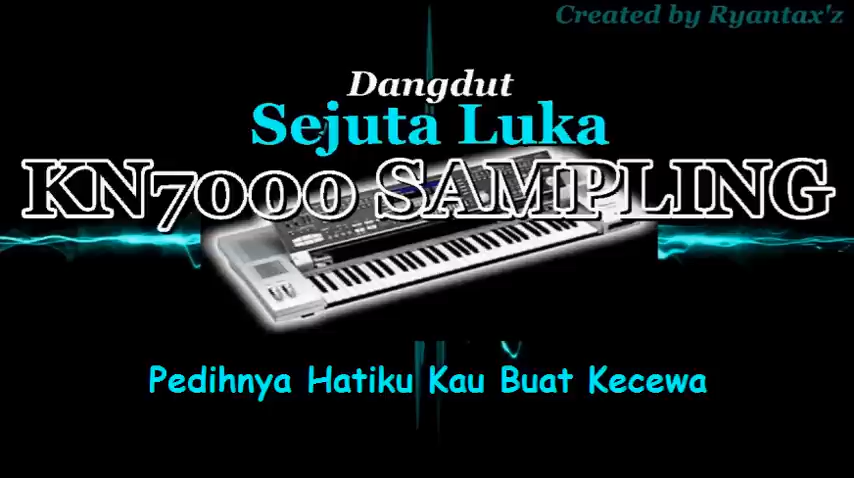 Created by Ryantax'z
Dangdut
Sejuta Luka
KN7000 SAMPLING
Pedihnya Hatiku Kau Buat Kecewa